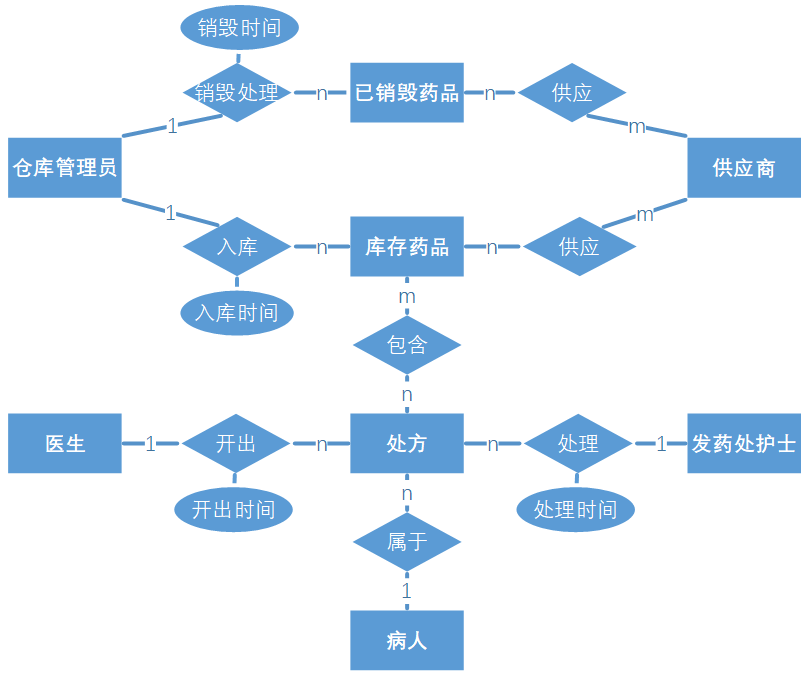 销毁时间
销毁处理
n
已销毁药品
n
供应
1
m
仓库管理员
供应商
1
m
入库
n
库存药品
n
供应
入库时间
m
包含
n
医生
1
开出
n
处方
n
处理
1
发药处护士
开出时间
n
处理时间
属于
1
病人